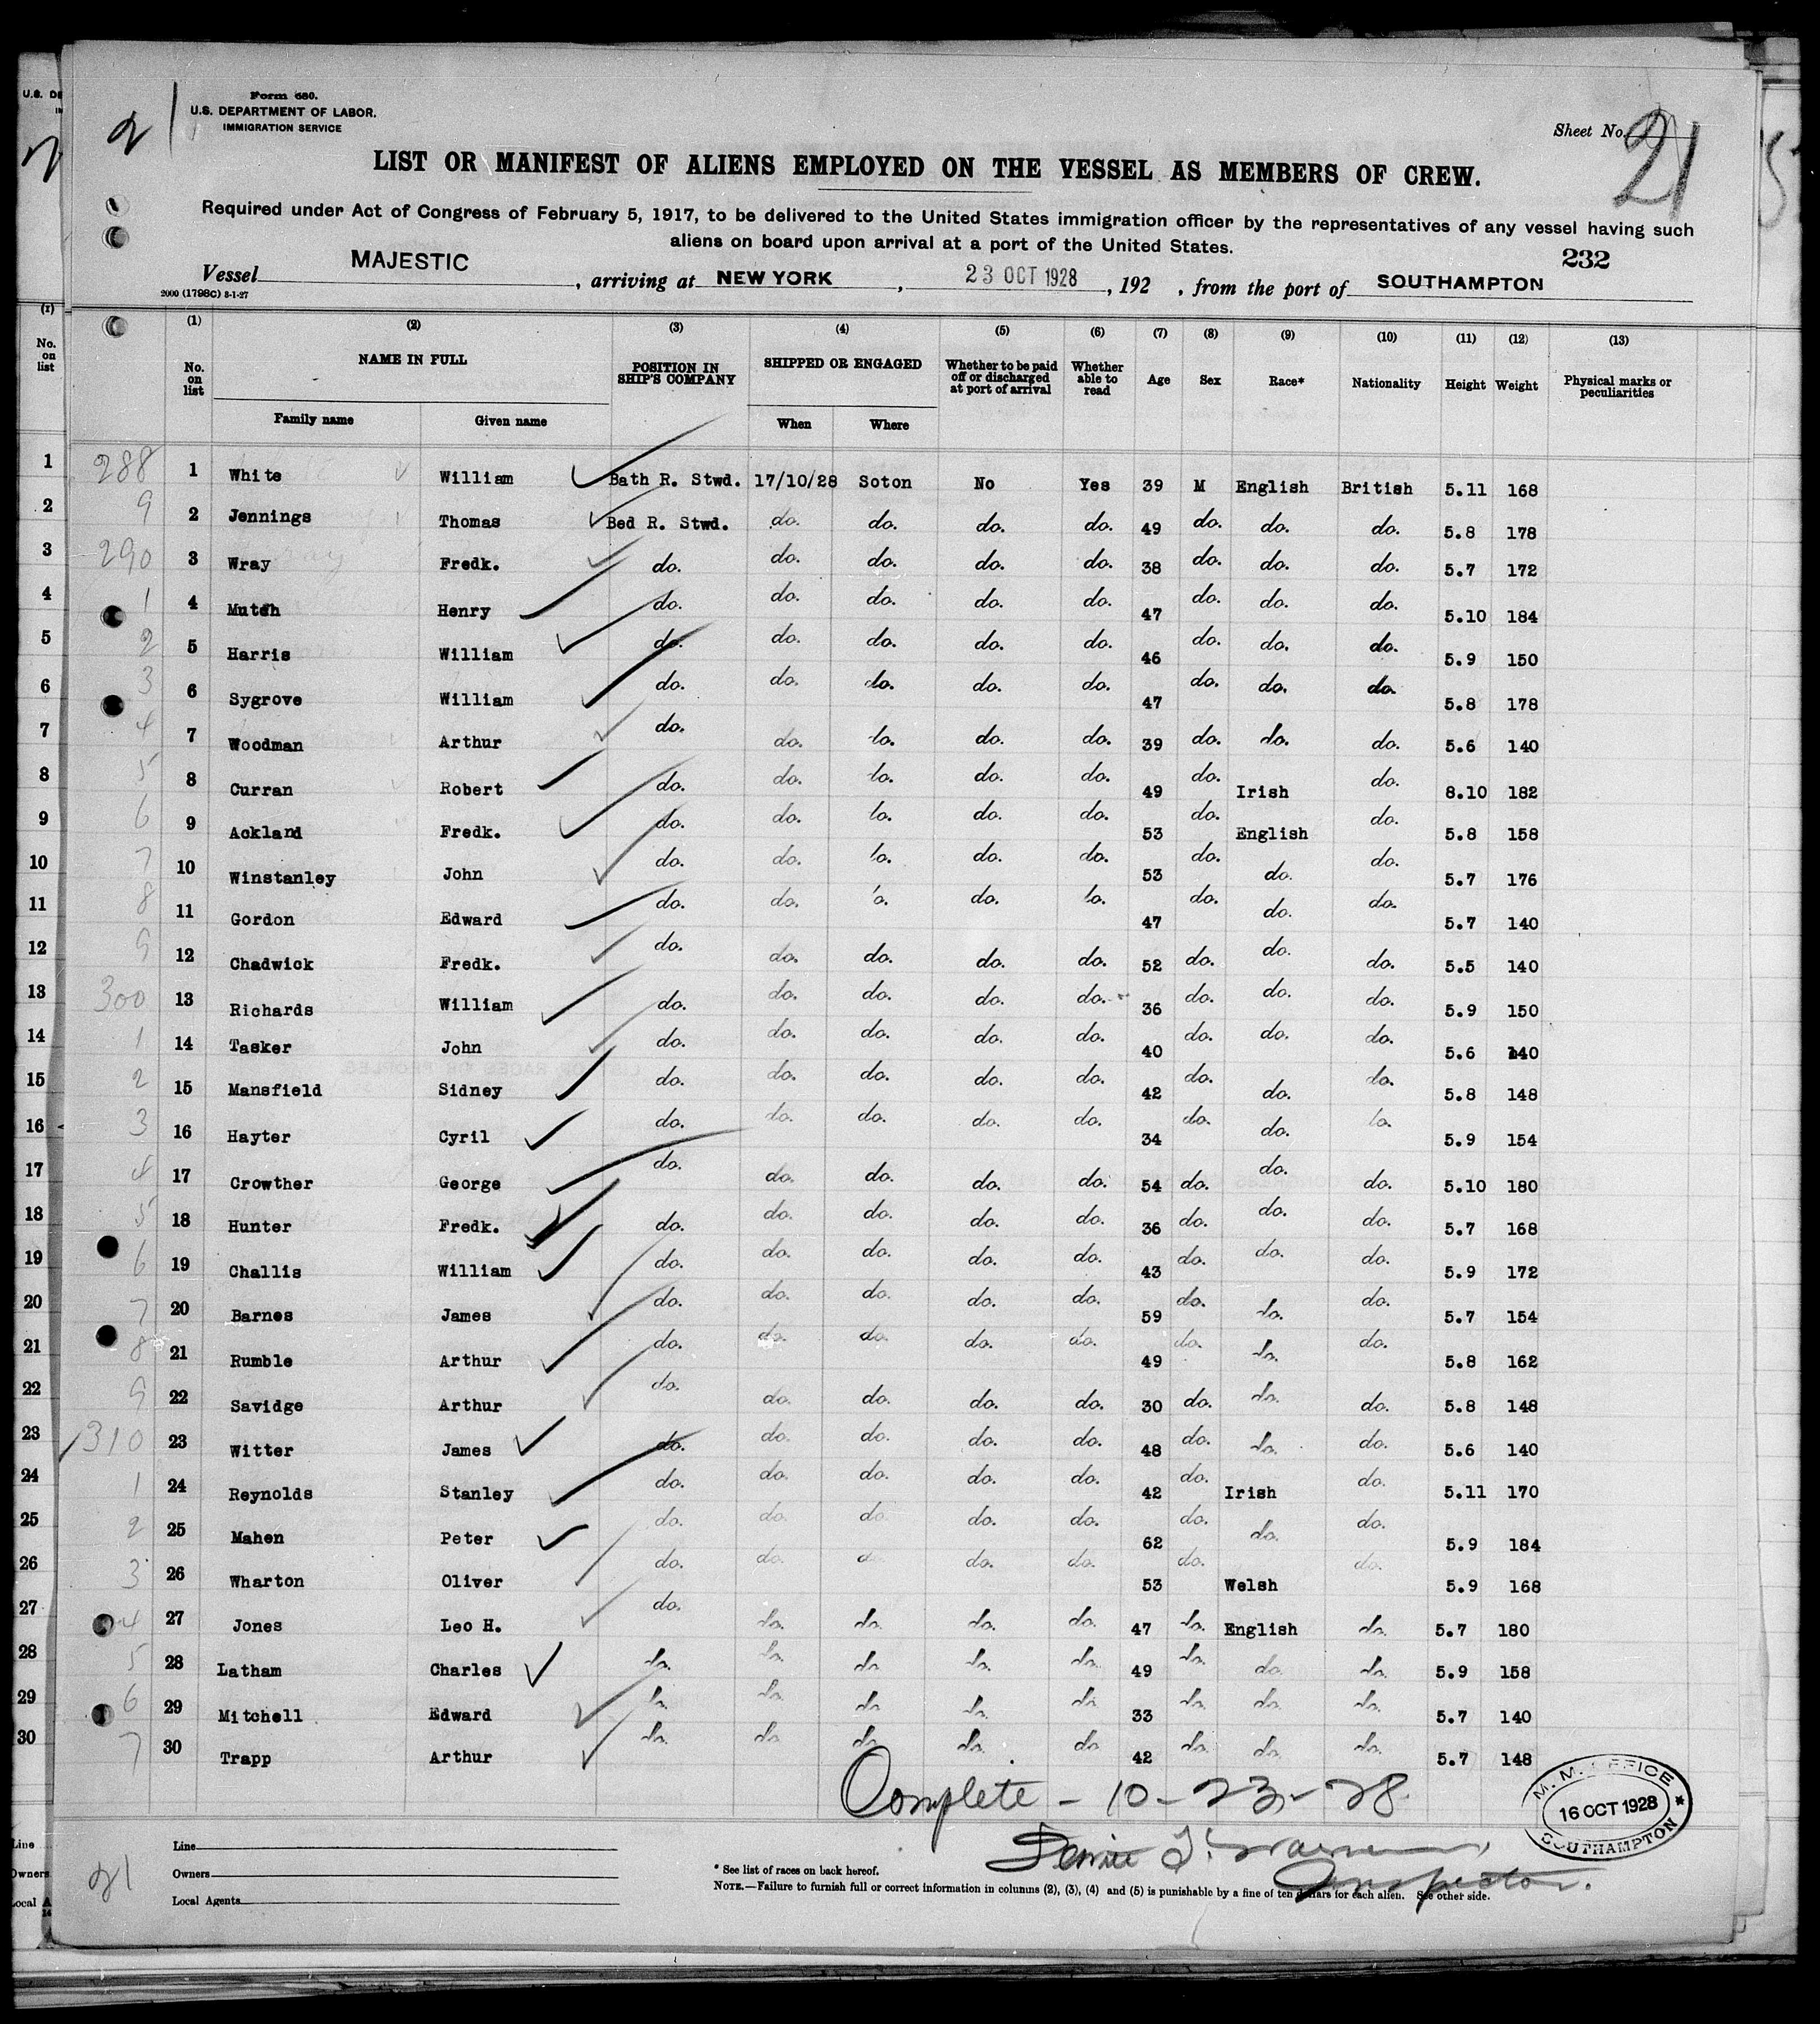 Form 680.
U.S. DEPARTMENT OF LABOR.
IMMIGRATION SERVICE
21
Sheet No. 21
LIST OR MANIFEST OF ALIENS EMPLOYED ON THE VESSEL AS MEMBERS OF CREW.
Required under Act of Congress of February 5, 1917, to be delivered to the United States immigration officer by the representatives of any vessel having such
aliens on board upon arrival at a port of the United States.
232
Vessel MAJESTIC, arriving at NEW YORK, 23 OCT 1928, 192 , from the port of SOUTHAMPTON
2000 (1798C) 8-1-27
(1) (2) (3) (4) (5) (6) (7) (8) (9) (10) (11) (12) (13)
No. on list NAME IN FULL POSITION IN SHIP'S COMPANY SHIPPED OR ENGAGED Whether to be paid off or discharged at port of arrival Whether able to read Age Sex Race* Nationality Height Weight Physical marks or peculiarities
Family name Given name When Where
288 1 White William Bath R. Stwd. 17/10/28 Soton No Yes 39 M English British 5.11 168
9 2 Jennings Thomas Bed R. Stwd. do. do. do. do. 49 do. do. do. 5.8 178
290 3 Wray Fredk. do. do. do. do. do. 38 do. do. do. 5.7 172
1 4 Mutch Henry do. do. do. do. do. 47 do. do. do. 5.10 184
2 5 Harris William do. do. do. do. do. 46 do. do. do. 5.9 150
3 6 Sygrove William do. do. do. do. do. 47 do. do. do. 5.8 178
4 7 Woodman Arthur do. do. do. do. do. 39 do. do. do. 5.6 140
5 8 Curran Robert do. do. do. do. do. 49 do. Irish do. 8.10 182
6 9 Ackland Fredk. do. do. do. do. do. 53 do. English do. 5.8 158
7 10 Winstanley John do. do. do. do. do. 53 do. do. do. 5.7 176
8 11 Gordon Edward do. do. do. do. do. 47 do. do. do. 5.7 140
9 12 Chadwick Fredk. do. do. do. do. do. 52 do. do. do. 5.5 140
300 13 Richards William do. do. do. do. do. 36 do. do. do. 5.9 150
1 14 Tasker John do. do. do. do. do. 40 do. do. do. 5.6 140
2 15 Mansfield Sidney do. do. do. do. do. 42 do. do. do. 5.8 148
3 16 Hayter Cyril do. do. do. do. do. 34 do. do. do. 5.9 154
4 17 Crowther George do. do. do. do. do. 54 do. do. do. 5.10 180
5 18 Hunter Fredk. do. do. do. do. do. 36 do. do. do. 5.7 168
6 19 Challis William do. do. do. do. do. 43 do. do. do. 5.9 172
7 20 Barnes James do. do. do. do. do. 59 do. do. do. 5.7 154
8 21 Rumble Arthur do. do. do. do. do. 49 do. do. do. 5.8 162
9 22 Savidge Arthur do. do. do. do. do. 30 do. do. do. 5.8 148
310 23 Witter James do. do. do. do. do. 48 do. do. do. 5.6 140
1 24 Reynolds Stanley do. do. do. do. do. 42 do. Irish do. 5.11 170
2 25 Mahen Peter do. do. do. do. do. 62 do. do. do. 5.9 184
3 26 Wharton Oliver do. do. do. do. do. 53 do. Welsh do. 5.9 168
4 27 Jones Leo H. do. do. do. do. do. 47 do. English do. 5.7 180
5 28 Latham Charles do. do. do. do. do. 49 do. do. do. 5.9 158
6 29 Mitchell Edward do. do. do. do. do. 33 do. do. do. 5.7 140
7 30 Trapp Arthur do. do. do. do. do. 42 do. do. do. 5.7 148
Complete - 10-23-28
Inspector.
M. M. OFFICE
16 OCT 1928
SOUTHAMPTON
21
Line
Owners
Local Agents
* See list of races on back hereof.
NOTE.—Failure to furnish full or correct information in columns (2), (3), (4) and (5) is punishable by a fine of ten dollars for each alien. See other side.